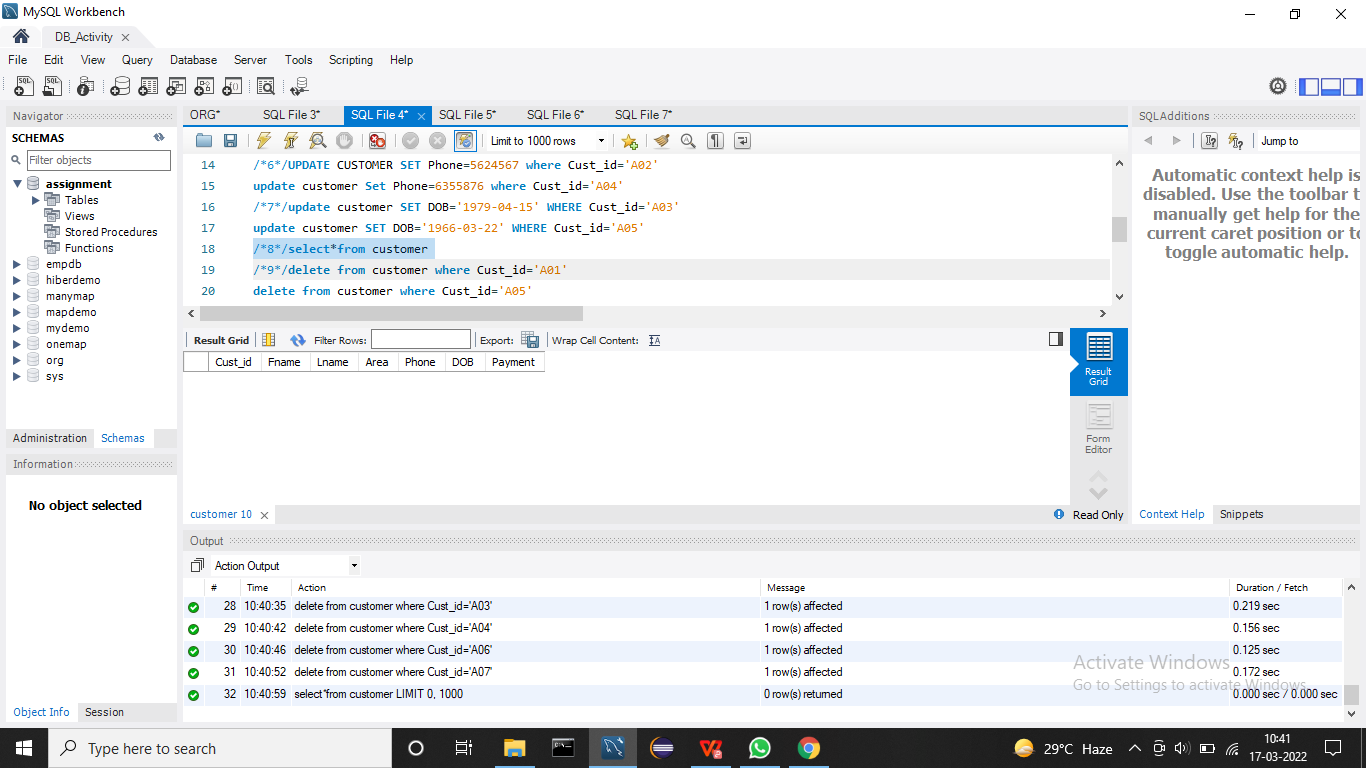 MySQL Workbench
DB_Activity
File Edit View Query Database Server Tools Scripting Help
Navigator
SCHEMAS
Filter objects
assignment
Tables
Views
Stored Procedures
Functions
empdb
hiberdemo
manymap
mapdemo
mydemo
onemap
org
sys
Administration Schemas
Information
No object selected
Object Info Session
ORG* SQL File 3* SQL File 4* SQL File 5* SQL File 6* SQL File 7*
Limit to 1000 rows
14 /*6*/UPDATE CUSTOMER SET Phone=5624567 where Cust_id='A02'
15 update customer Set Phone=6355876 where Cust_id='A04'
16 /*7*/update customer SET DOB='1979-04-15' WHERE Cust_id='A03'
17 update customer SET DOB='1966-03-22' WHERE Cust_id='A05'
18 /*8*/select*from customer
19 /*9*/delete from customer where Cust_id='A01'
20 delete from customer where Cust_id='A05'
Result Grid Filter Rows: Export: Wrap Cell Content:
Cust_id Fname Lname Area Phone DOB Payment
Result
Grid
Form
Editor
customer 10
Read Only
SQLAdditions
Jump to
Automatic context help is
disabled. Use the toolbar t
manually get help for the
current caret position or to
toggle automatic help.
Context Help Snippets
Output
Action Output
# Time Action Message Duration / Fetch
28 10:40:35 delete from customer where Cust_id='A03' 1 row(s) affected 0.219 sec
29 10:40:42 delete from customer where Cust_id='A04' 1 row(s) affected 0.156 sec
30 10:40:46 delete from customer where Cust_id='A06' 1 row(s) affected 0.125 sec
31 10:40:52 delete from customer where Cust_id='A07' 1 row(s) affected 0.172 sec
32 10:40:59 select*from customer LIMIT 0, 1000 0 row(s) returned 0.000 sec / 0.000 sec
Activate Windows
Go to Settings to activate Windows.
Type here to search
29°C Haze
10:41
17-03-2022